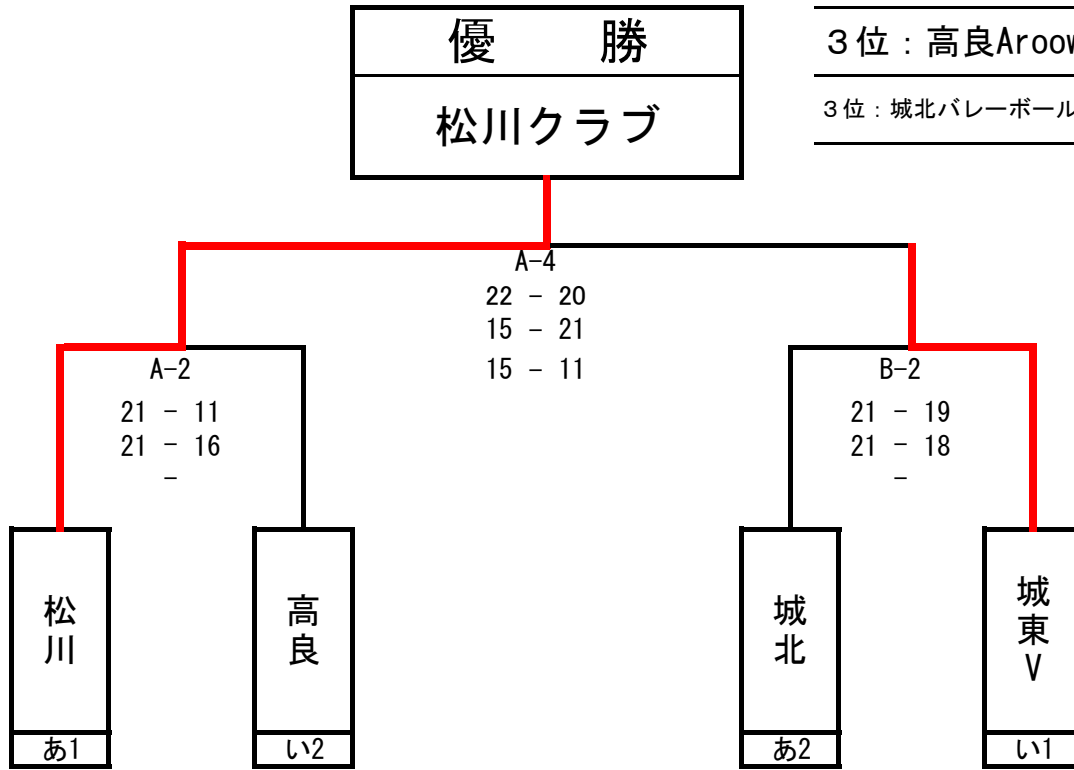 優 勝
松川クラブ
3位：高良Aroow
3位：城北バレーボール
A-4
22 - 20
15 - 21
15 - 11
A-2
21 - 11
21 - 16
-
B-2
21 - 19
21 - 18
-
松川
高良
城北
城東V
あ1
い2
あ2
い1